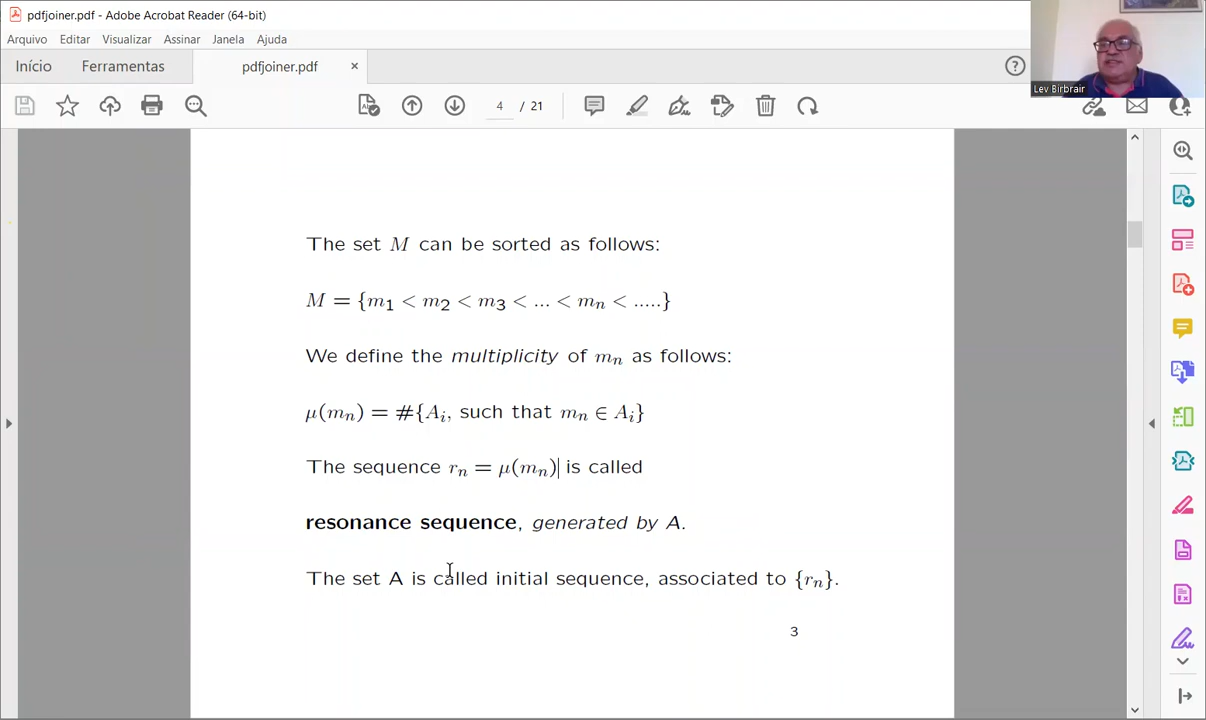 pdfjoiner.pdf - Adobe Acrobat Reader (64-bit)
Arquivo Editar Visualizar Assinar Janela Ajuda
Início Ferramentas pdfjoiner.pdf ×
4 / 21
Lev Birbrair
The set M can be sorted as follows:
M = {m₁ < m₂ < m₃ < ... < mₙ < .....}
We define the multiplicity of mₙ as follows:
μ(mₙ) = #{Aᵢ, such that mₙ ∈ Aᵢ}
The sequence rₙ = μ(mₙ) is called
resonance sequence, generated by A.
The set A is called initial sequence, associated to {rₙ}.
3